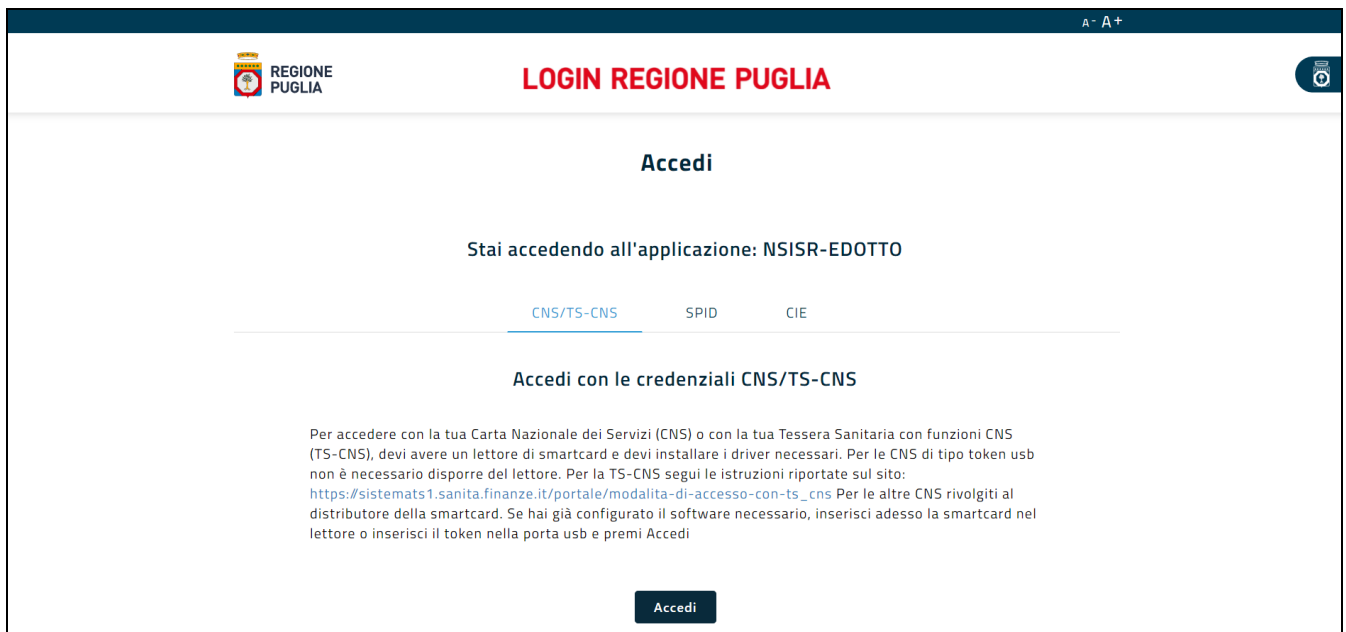 A- A+
REGIONE
PUGLIA
LOGIN REGIONE PUGLIA
Accedi
Stai accedendo all'applicazione: NSISR-EDOTTO
CNS/TS-CNS SPID CIE
Accedi con le credenziali CNS/TS-CNS
Per accedere con la tua Carta Nazionale dei Servizi (CNS) o con la tua Tessera Sanitaria con funzioni CNS
(TS-CNS), devi avere un lettore di smartcard e devi installare i driver necessari. Per le CNS di tipo token usb
non è necessario disporre del lettore. Per la TS-CNS segui le istruzioni riportate sul sito:
https://sistemats1.sanita.finanze.it/portale/modalita-di-accesso-con-ts_cns Per le altre CNS rivolgiti al
distributore della smartcard. Se hai già configurato il software necessario, inserisci adesso la smartcard nel
lettore o inserisci il token nella porta usb e premi Accedi
Accedi